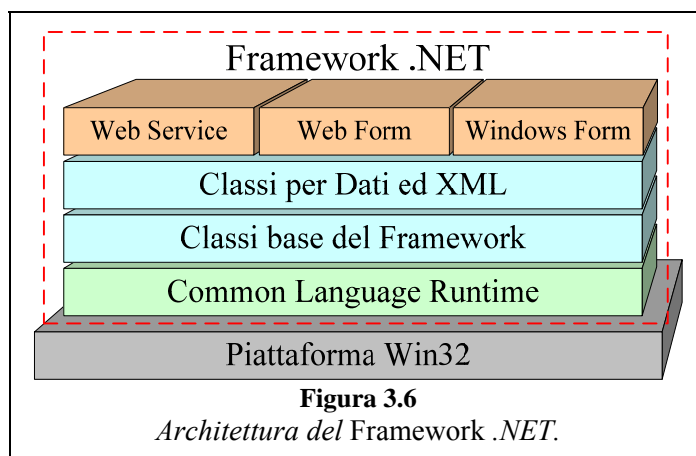 Framework .NET
Web Service
Web Form
Windows Form
Classi per Dati ed XML
Classi base del Framework
Common Language Runtime
Piattaforma Win32
Figura 3.6
Architettura del Framework .NET.